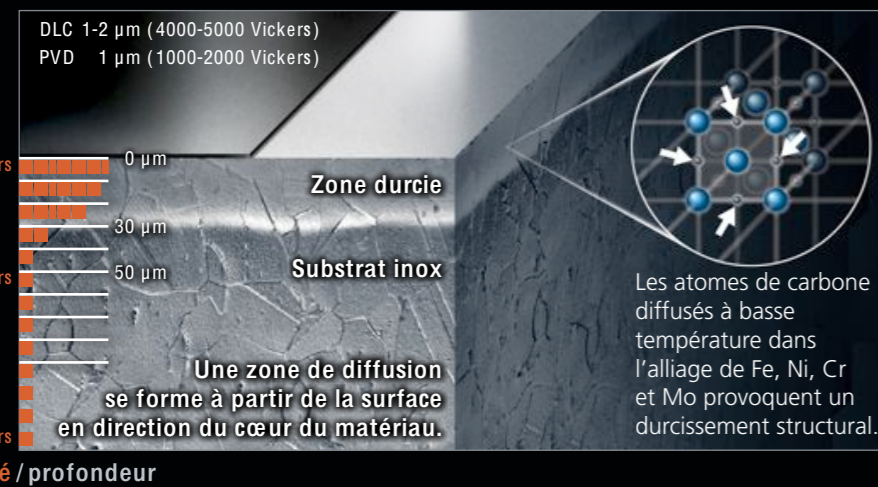 DLC 1-2 µm (4000-5000 Vickers)
PVD 1 µm (1000-2000 Vickers)
0 µm
Zone durcie
30 µm
50 µm
Substrat inox
Une zone de diffusion
se forme à partir de la surface
en direction du cœur du matériau.
Les atomes de carbone
diffusés à basse
température dans
l'alliage de Fe, Ni, Cr
et Mo provoquent un
durcissement structural.
/ profondeur